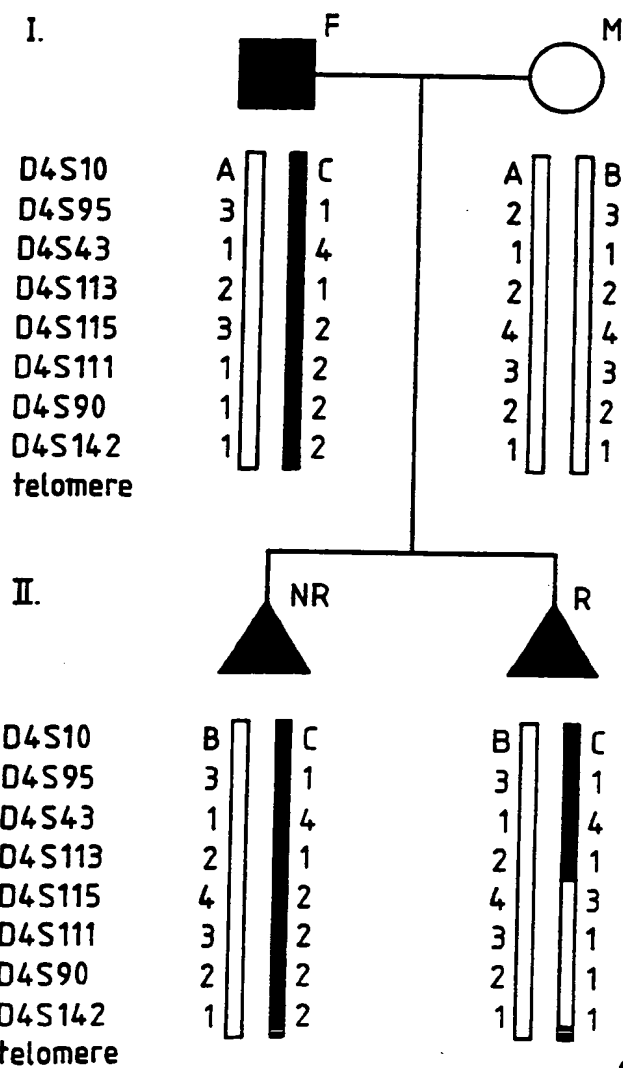 I. F M
D4S10 A C A B
D4S95 3 1 2 3
D4S43 1 4 1 1
D4S113 2 1 2 2
D4S115 3 2 4 4
D4S111 1 2 3 3
D4S90 1 2 2 2
D4S142 1 2 1 1
telomere
II. NR R
D4S10 B C B C
D4S95 3 1 3 1
D4S43 1 4 1 4
D4S113 2 1 2 1
D4S115 4 2 4 3
D4S111 3 2 3 1
D4S90 2 2 2 1
D4S142 1 2 1 1
telomere